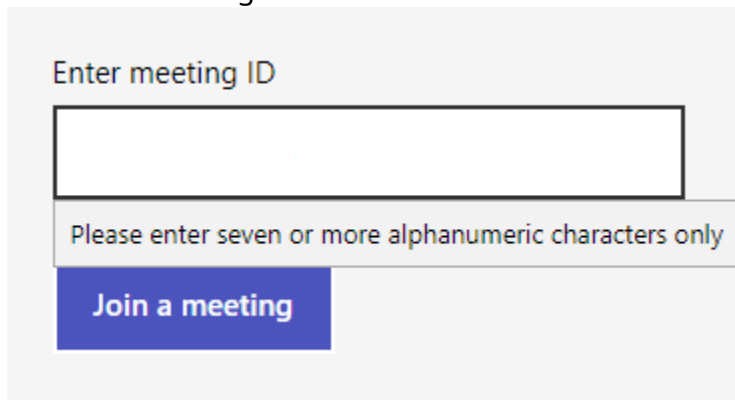 Enter meeting ID
Please enter seven or more alphanumeric characters only
Join a meeting